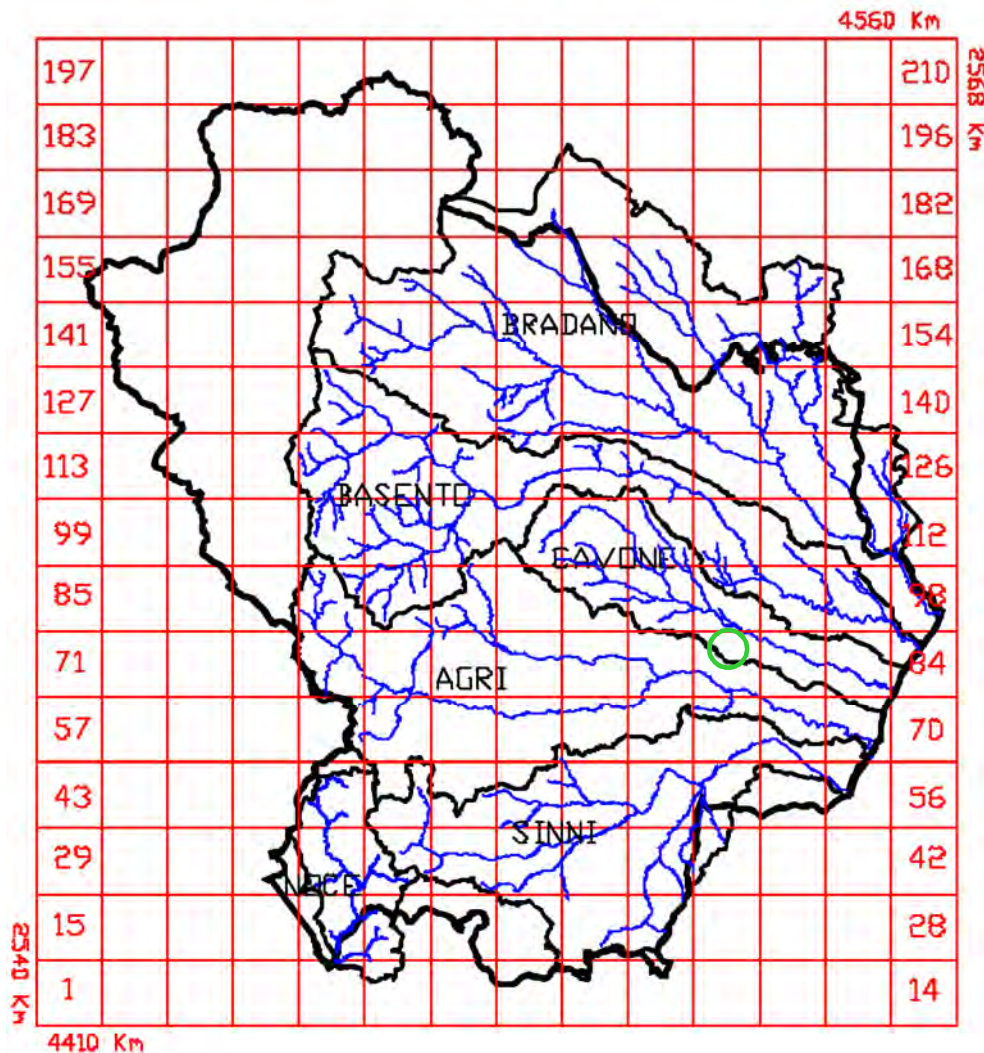 4560 Km
2568 Km
197 210
183 196
169 182
155 168
BRADANO
141 154
127 140
113 126
BASENTO
99 112
CAVONE
85 98
71 84
AGRI
57 70
43 56
SINNI
29 42
NOCE
15 28
2540 Km
1 14
4410 Km